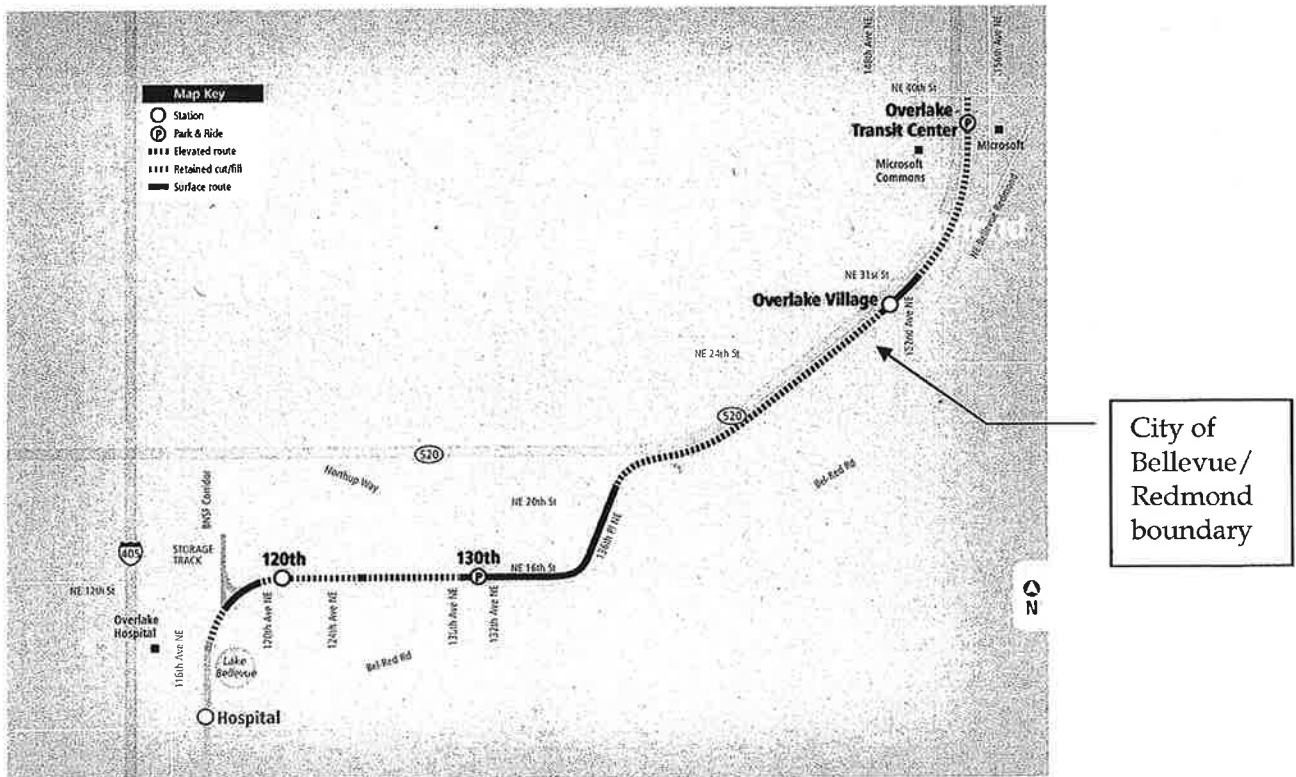 Map Key
Station
P Park & Ride
Elevated route
Retained cut/fill
Surface route
148th Ave NE
156th Ave NE
NE 40th St
Overlake
Transit Center
P
Microsoft
Microsoft
Commons
NE Bellevue Redmond
NE 31st St
Overlake Village
152nd Ave NE
NE 24th St
520
City of
Bellevue/
Redmond
boundary
520
Northup Way
Bel-Red Rd
BNSF Corridor
NE 20th St
136th Pl NE
405
STORAGE
TRACK
120th
130th
P
NE 16th St
NE 12th St
120th Ave NE
124th Ave NE
132nd Ave NE
N
Overlake
Hospital
116th Ave NE
Lake
Bellevue
Bel-Red Rd
Hospital